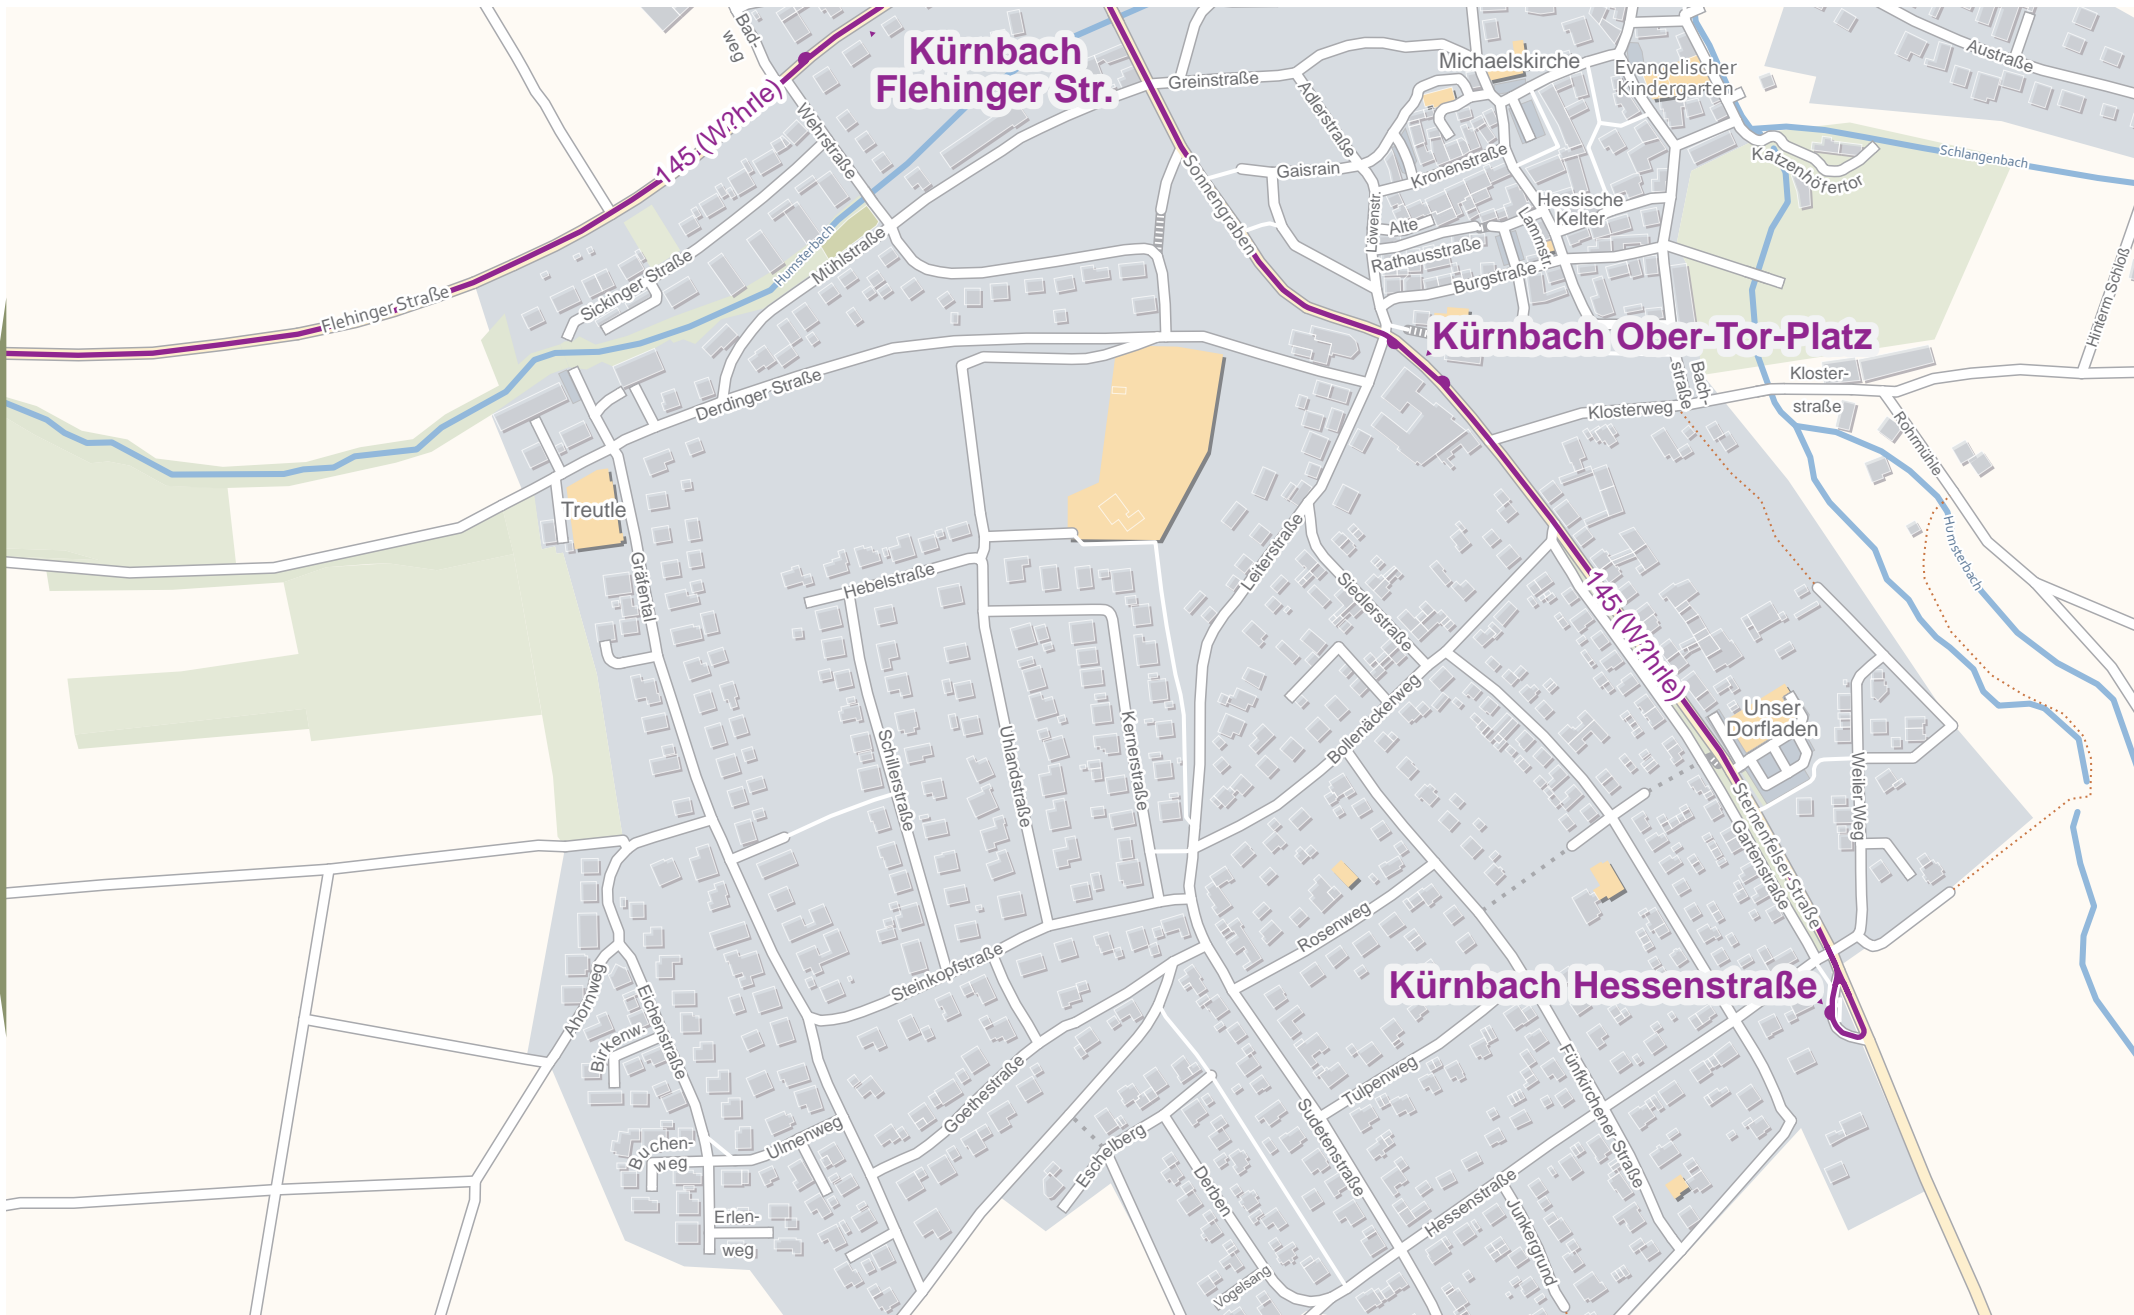 Bad-
weg
Kürnbach
Flehinger Str.
145 (W?hrle)
Wehrstraße
Greinstraße
Michaelskirche
Evangelischer
Kindergarten
Austraße
Adlerstraße
Sonnengraben
Gaisrain
Kronenstraße
Katzenhöfertor
Schlangenbach
Löwenstr.
Alte
Rathausstraße
Lammstr.
Hessische
Kelter
Burgstraße
Hinterm Schloß
Humsterbach
Mühlstraße
Sickinger Straße
Flehinger Straße
Kürnbach Ober-Tor-Platz
Bach-
straße
Kloster-
straße
Klosterweg
Rohrmühle
Derdinger Straße
Treutle
Gräfental
Hebelstraße
Leiterstraße
Siedlerstraße
145 (W?hrle)
Humsterbach
Schillerstraße
Uhlandstraße
Kernerstraße
Bollenäckerweg
Unser
Dorfladen
Weiler Weg
Sternenfelser Straße
Gartenstraße
Rosenweg
Steinkopfstraße
Kürnbach Hessenstraße
Ahornweg
Eichenstraße
Birkenw.
Goethestraße
Tulpenweg
Fünfkirchener Straße
Sudetenstraße
Buchen-
weg
Ulmenweg
Eschelberg
Derben
Hessenstraße
Junkergrund
Erlen-
weg
Vogelsang